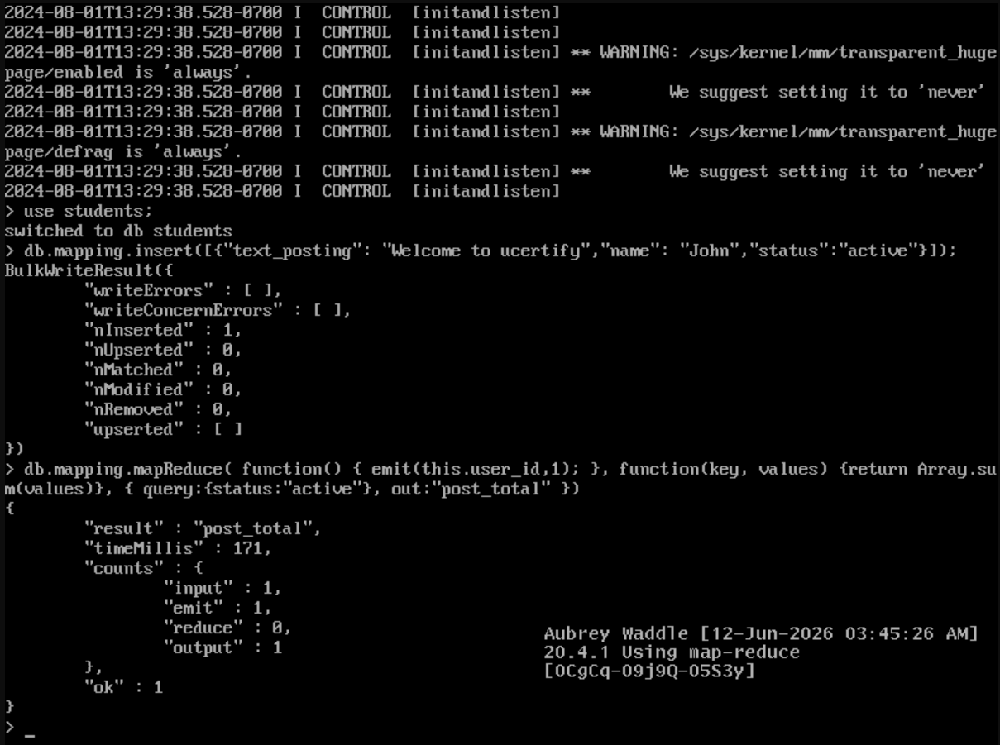 2024-08-01T13:29:38.528-0700 I  CONTROL  [initandlisten]
2024-08-01T13:29:38.528-0700 I  CONTROL  [initandlisten]
2024-08-01T13:29:38.528-0700 I  CONTROL  [initandlisten] ** WARNING: /sys/kernel/mm/transparent_huge
page/enabled is 'always'.
2024-08-01T13:29:38.528-0700 I  CONTROL  [initandlisten] **        We suggest setting it to 'never'
2024-08-01T13:29:38.528-0700 I  CONTROL  [initandlisten]
2024-08-01T13:29:38.528-0700 I  CONTROL  [initandlisten] ** WARNING: /sys/kernel/mm/transparent_huge
page/defrag is 'always'.
2024-08-01T13:29:38.528-0700 I  CONTROL  [initandlisten] **        We suggest setting it to 'never'
2024-08-01T13:29:38.528-0700 I  CONTROL  [initandlisten]
> use students;
switched to db students
> db.mapping.insert([{"text_posting": "Welcome to ucertify","name": "John","status":"active"}]);
BulkWriteResult({
        "writeErrors" : [ ],
        "writeConcernErrors" : [ ],
        "nInserted" : 1,
        "nUpserted" : 0,
        "nMatched" : 0,
        "nModified" : 0,
        "nRemoved" : 0,
        "upserted" : [ ]
})
> db.mapping.mapReduce( function() { emit(this.user_id,1); }, function(key, values) {return Array.su
m(values)}, { query:{status:"active"}, out:"post_total" })
{
        "result" : "post_total",
        "timeMillis" : 171,
        "counts" : {
                "input" : 1,
                "emit" : 1,
                "reduce" : 0,
                "output" : 1
        },
        "ok" : 1
}
> _
Aubrey Waddle [12-Jun-2026 03:45:26 AM]
20.4.1 Using map-reduce
[OCgCq-O9j9Q-O5S3y]